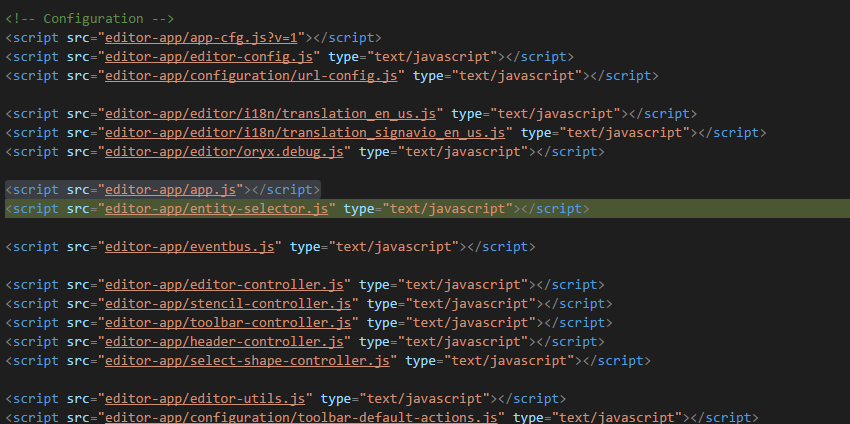 <!-- Configuration -->
<script src="editor-app/app-cfg.js?v=1"></script>
<script src="editor-app/editor-config.js" type="text/javascript"></script>
<script src="editor-app/configuration/url-config.js" type="text/javascript"></script>
<script src="editor-app/editor/i18n/translation_en_us.js" type="text/javascript"></script>
<script src="editor-app/editor/i18n/translation_signavio_en_us.js" type="text/javascript"></script>
<script src="editor-app/editor/oryx.debug.js" type="text/javascript"></script>
<script src="editor-app/app.js"></script>
<script src="editor-app/entity-selector.js" type="text/javascript"></script>
<script src="editor-app/eventbus.js" type="text/javascript"></script>
<script src="editor-app/editor-controller.js" type="text/javascript"></script>
<script src="editor-app/stencil-controller.js" type="text/javascript"></script>
<script src="editor-app/toolbar-controller.js" type="text/javascript"></script>
<script src="editor-app/header-controller.js" type="text/javascript"></script>
<script src="editor-app/select-shape-controller.js" type="text/javascript"></script>
<script src="editor-app/editor-utils.js" type="text/javascript"></script>
<script src="editor-app/configuration/toolbar-default-actions.js" type="text/javascript"></script>